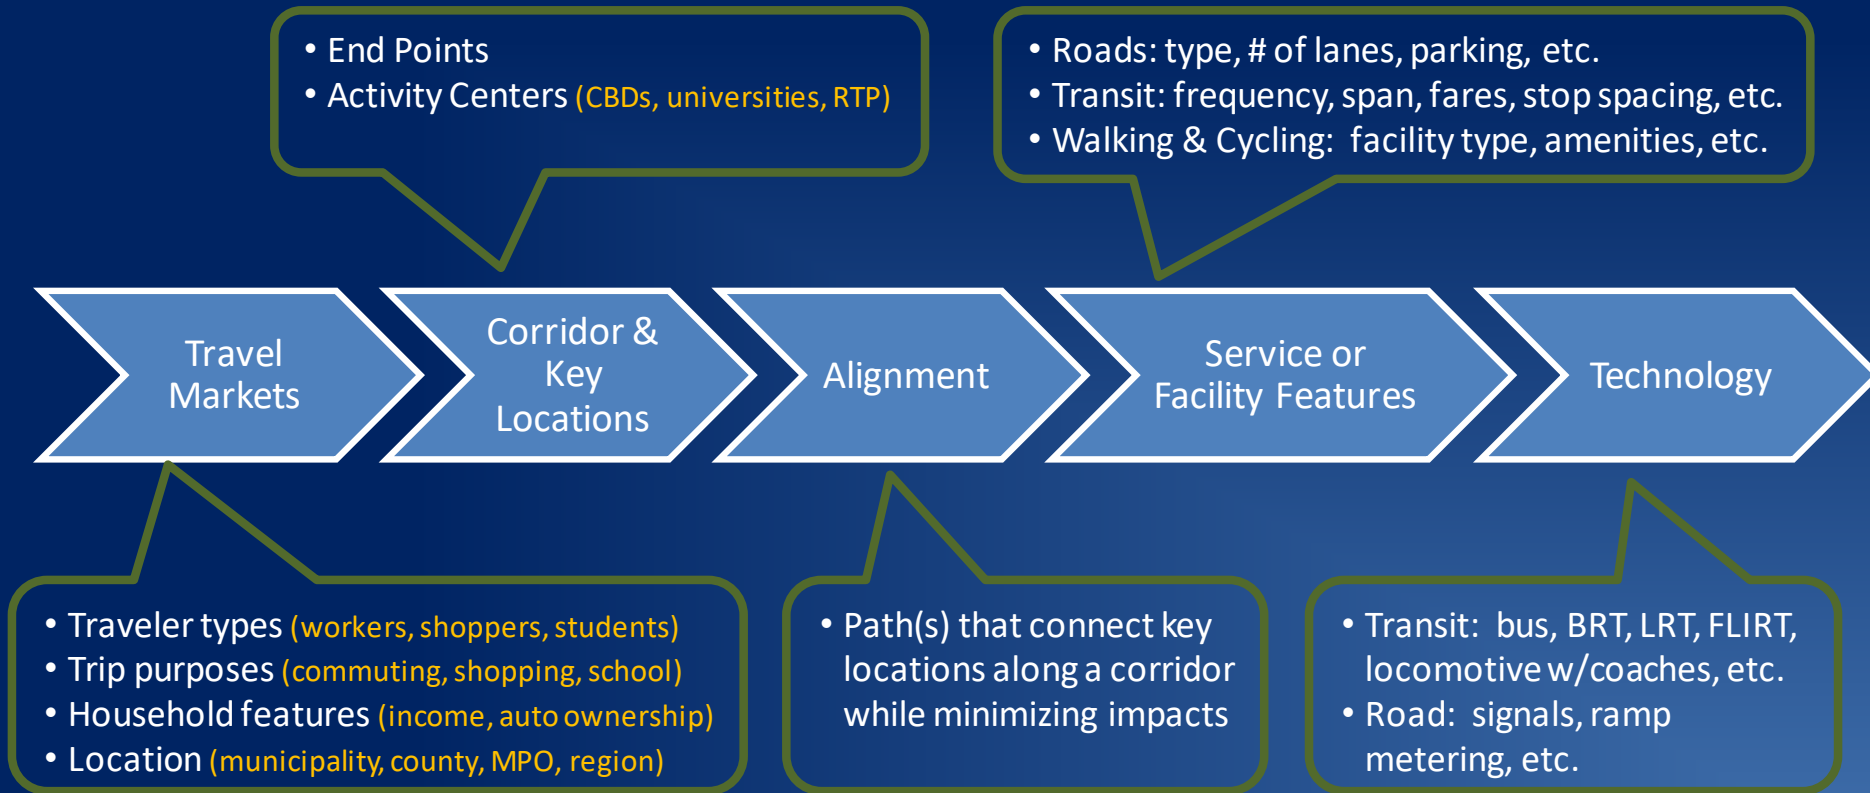 • End Points
• Activity Centers (CBDs, universities, RTP)
• Roads: type, # of lanes, parking, etc.
• Transit: frequency, span, fares, stop spacing, etc.
• Walking & Cycling: facility type, amenities, etc.
Travel
Markets
Corridor &
Key
Locations
Alignment
Service or
Facility Features
Technology
• Traveler types (workers, shoppers, students)
• Trip purposes (commuting, shopping, school)
• Household features (income, auto ownership)
• Location (municipality, county, MPO, region)
• Path(s) that connect key
locations along a corridor
while minimizing impacts
• Transit: bus, BRT, LRT, FLIRT,
locomotive w/coaches, etc.
• Road: signals, ramp
metering, etc.